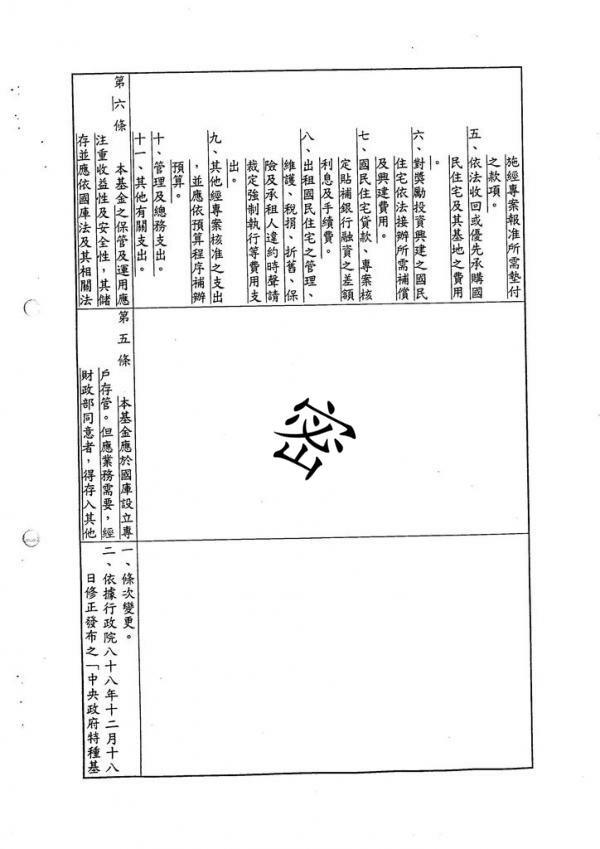 施經專案報准所需墊付
之款項。
五、依法收回或優先承購國
民住宅及其基地之費用
。
六、對獎勵投資興建之國民
住宅依法接辦所需補償
及興建費用。
七、國民住宅貸款、專案核
定貼補銀行融資之差額
利息及手續費。
八、出租國民住宅之管理、
維護、稅捐、折舊、保
險及承租人違約時聲請
裁定強制執行等費用支
出。
九、其他經專案核准之支出
，並應依預算程序補辦
預算。
十、管理及總務支出。
十一、其他有關支出。
第六條 本基金之保管及運用應
注重收益性及安全性，其儲
存並應依國庫法及其相關法
密
第五條 本基金應於國庫設立專
戶存管。但應業務需要，經
財政部同意者，得存入其他
一、條次變更。
二、依據行政院八十八年十二月十八
日修正發布之「中央政府特種基